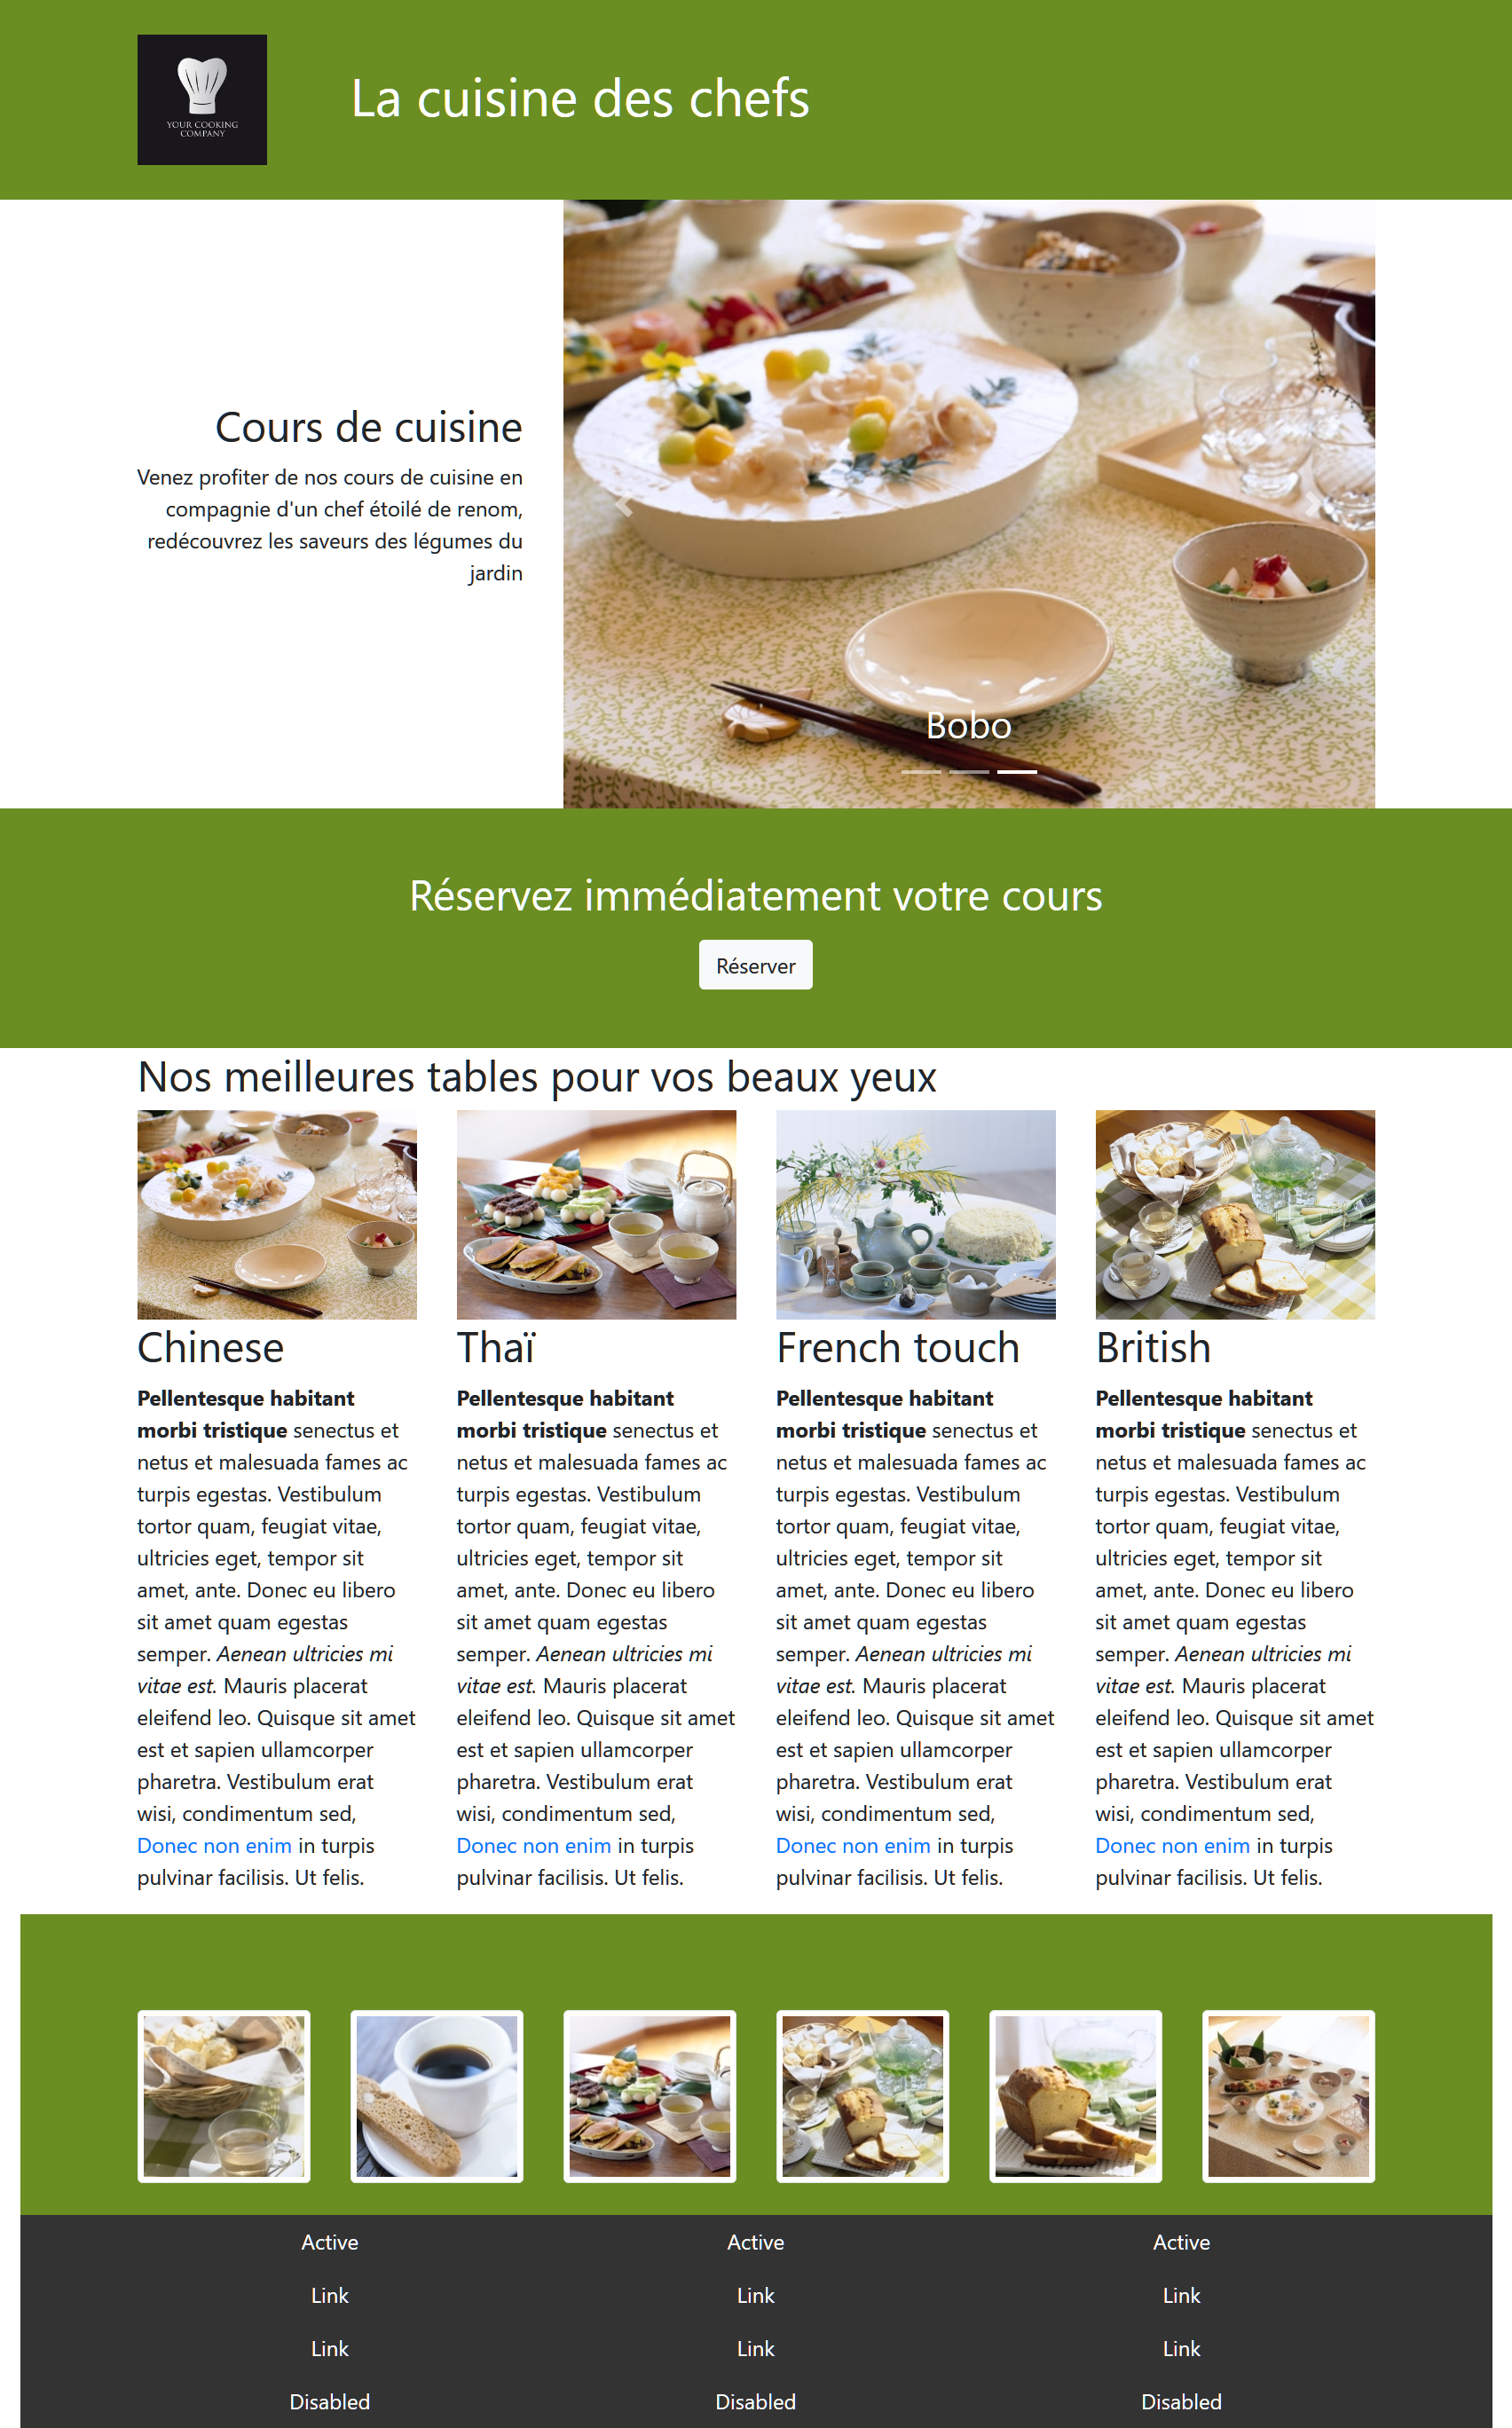 YOUR COOKING
COMPANY
La cuisine des chefs
Cours de cuisine
Venez profiter de nos cours de cuisine en
compagnie d'un chef étoilé de renom,
redécouvrez les saveurs des légumes du
jardin
Bobo
Réservez immédiatement votre cours
Réserver
Nos meilleures tables pour vos beaux yeux
Chinese
Pellentesque habitant
morbi tristique senectus et
netus et malesuada fames ac
turpis egestas. Vestibulum
tortor quam, feugiat vitae,
ultricies eget, tempor sit
amet, ante. Donec eu libero
sit amet quam egestas
semper. Aenean ultricies mi
vitae est. Mauris placerat
eleifend leo. Quisque sit amet
est et sapien ullamcorper
pharetra. Vestibulum erat
wisi, condimentum sed,
Donec non enim in turpis
pulvinar facilisis. Ut felis.
Thaï
Pellentesque habitant
morbi tristique senectus et
netus et malesuada fames ac
turpis egestas. Vestibulum
tortor quam, feugiat vitae,
ultricies eget, tempor sit
amet, ante. Donec eu libero
sit amet quam egestas
semper. Aenean ultricies mi
vitae est. Mauris placerat
eleifend leo. Quisque sit amet
est et sapien ullamcorper
pharetra. Vestibulum erat
wisi, condimentum sed,
Donec non enim in turpis
pulvinar facilisis. Ut felis.
French touch
Pellentesque habitant
morbi tristique senectus et
netus et malesuada fames ac
turpis egestas. Vestibulum
tortor quam, feugiat vitae,
ultricies eget, tempor sit
amet, ante. Donec eu libero
sit amet quam egestas
semper. Aenean ultricies mi
vitae est. Mauris placerat
eleifend leo. Quisque sit amet
est et sapien ullamcorper
pharetra. Vestibulum erat
wisi, condimentum sed,
Donec non enim in turpis
pulvinar facilisis. Ut felis.
British
Pellentesque habitant
morbi tristique senectus et
netus et malesuada fames ac
turpis egestas. Vestibulum
tortor quam, feugiat vitae,
ultricies eget, tempor sit
amet, ante. Donec eu libero
sit amet quam egestas
semper. Aenean ultricies mi
vitae est. Mauris placerat
eleifend leo. Quisque sit amet
est et sapien ullamcorper
pharetra. Vestibulum erat
wisi, condimentum sed,
Donec non enim in turpis
pulvinar facilisis. Ut felis.
Active
Link
Link
Disabled
Active
Link
Link
Disabled
Active
Link
Link
Disabled